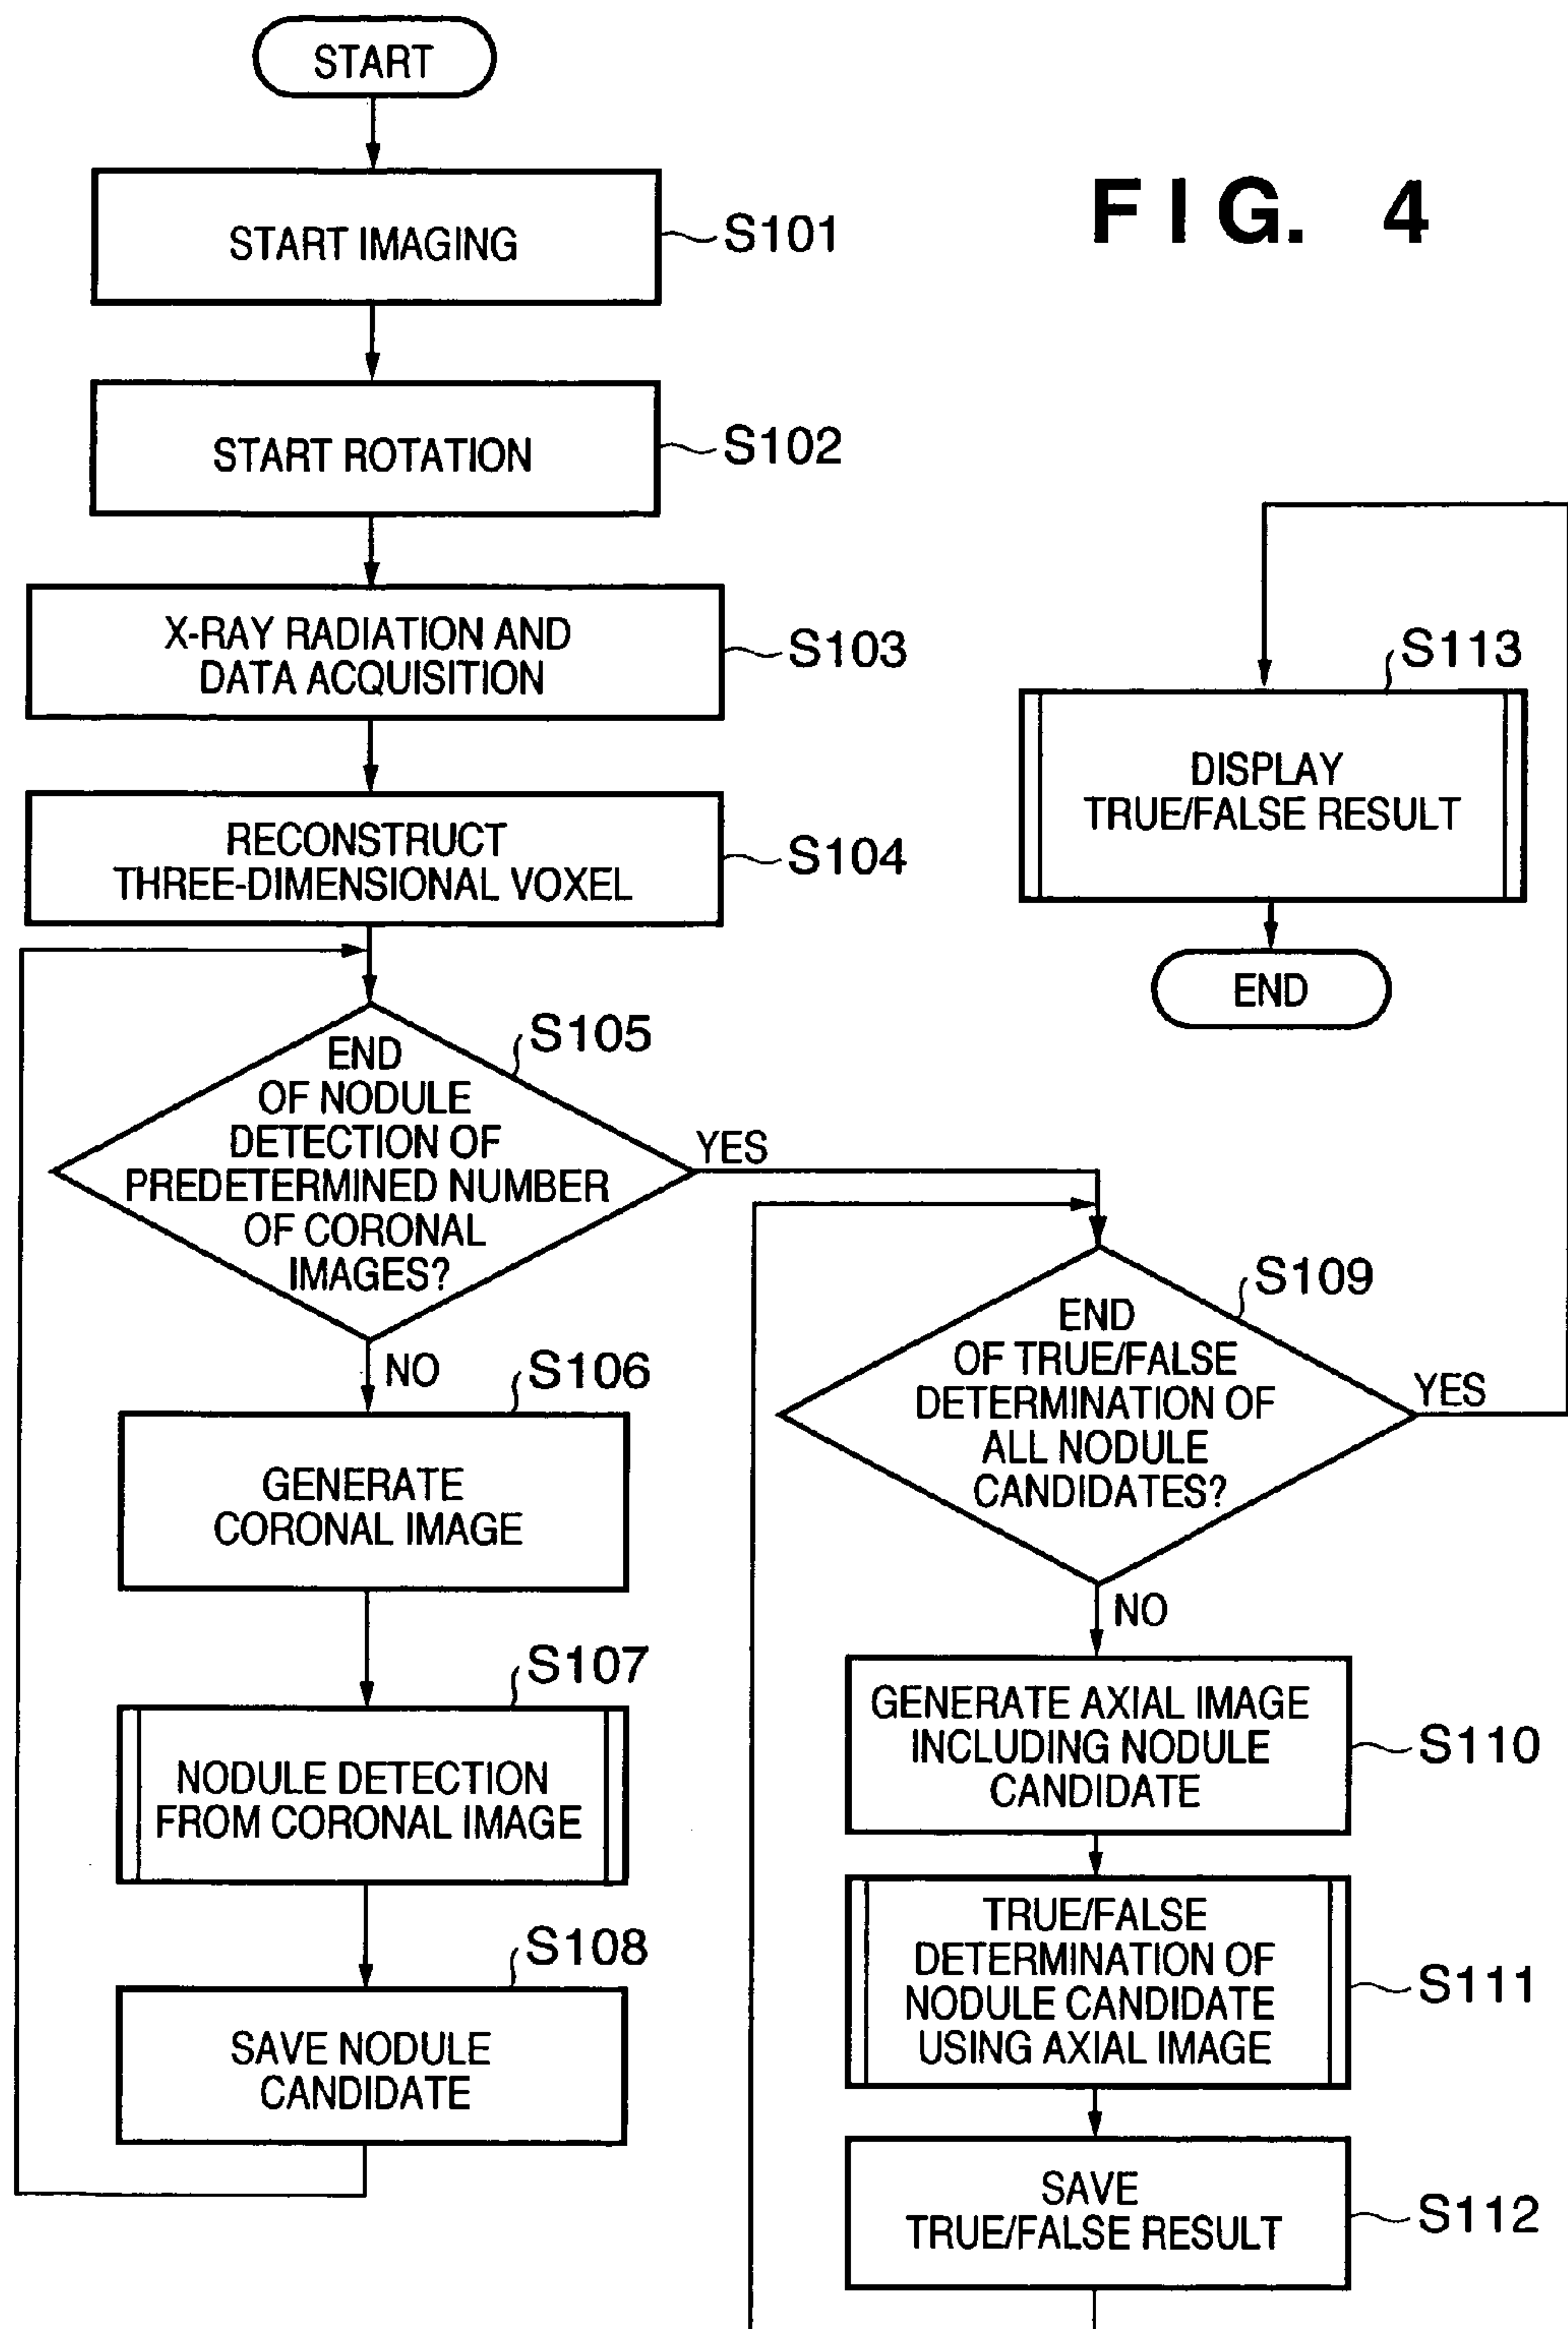 FIG. 4
START
START IMAGING
S101
START ROTATION
S102
X-RAY RADIATION AND
DATA ACQUISITION
S103
RECONSTRUCT
THREE-DIMENSIONAL VOXEL
S104
END
OF NODULE
DETECTION OF
PREDETERMINED NUMBER
OF CORONAL
IMAGES?
S105
YES
NO
GENERATE
CORONAL IMAGE
S106
NODULE DETECTION
FROM CORONAL IMAGE
S107
SAVE NODULE
CANDIDATE
S108
END
OF TRUE/FALSE
DETERMINATION OF
ALL NODULE
CANDIDATES?
S109
YES
NO
GENERATE AXIAL IMAGE
INCLUDING NODULE
CANDIDATE
S110
TRUE/FALSE
DETERMINATION OF
NODULE CANDIDATE
USING AXIAL IMAGE
S111
SAVE
TRUE/FALSE RESULT
S112
S113
DISPLAY
TRUE/FALSE RESULT
END